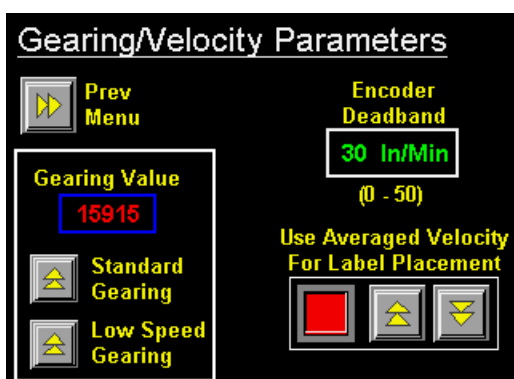 Gearing/Velocity Parameters
Prev
Menu
Encoder
Deadband
30 In/Min
(0 - 50)
Gearing Value
15915
Standard
Gearing
Low Speed
Gearing
Use Averaged Velocity
For Label Placement